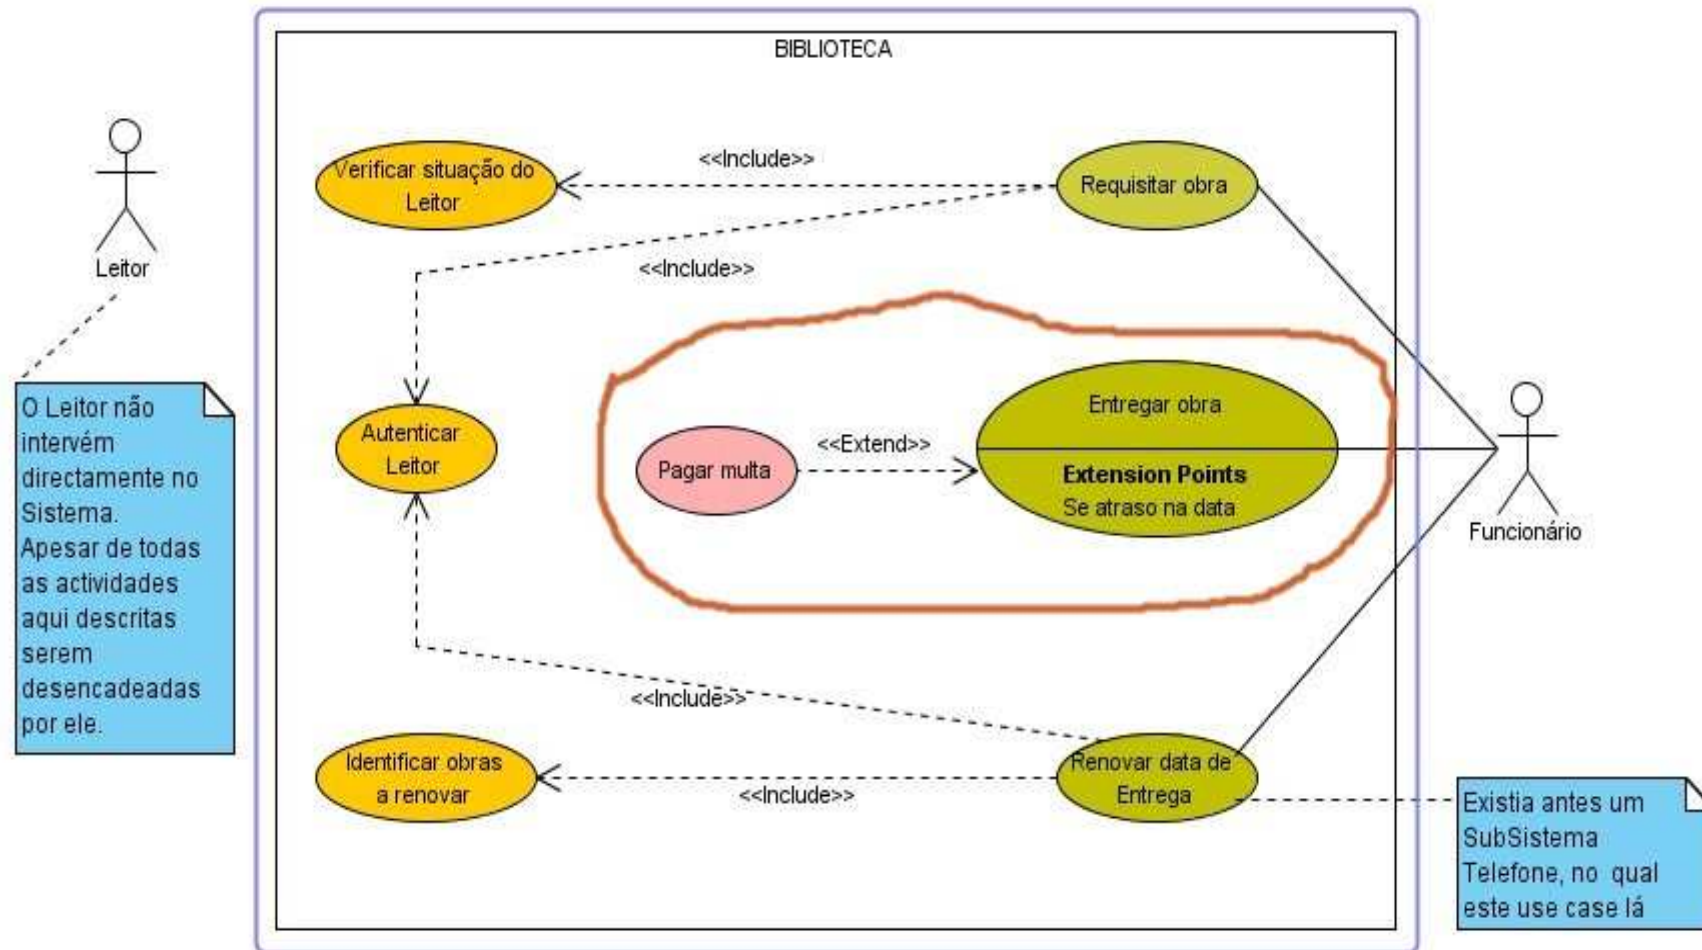 BIBLIOTECA
Verificar situação do
Leitor
<<Include>>
Requisitar obra
Leitor
<<Include>>
O Leitor não
intervém
directamente no
Sistema.
Apesar de todas
as actividades
aqui descritas
serem
desencadeadas
por ele.
Autenticar
Leitor
Pagar multa
<<Extend>>
Entregar obra
Extension Points
Se atraso na data
Funcionário
<<Include>>
Identificar obras
a renovar
<<Include>>
Renovar data de
Entrega
Existia antes um
SubSistema
Telefone, no qual
este use case lá